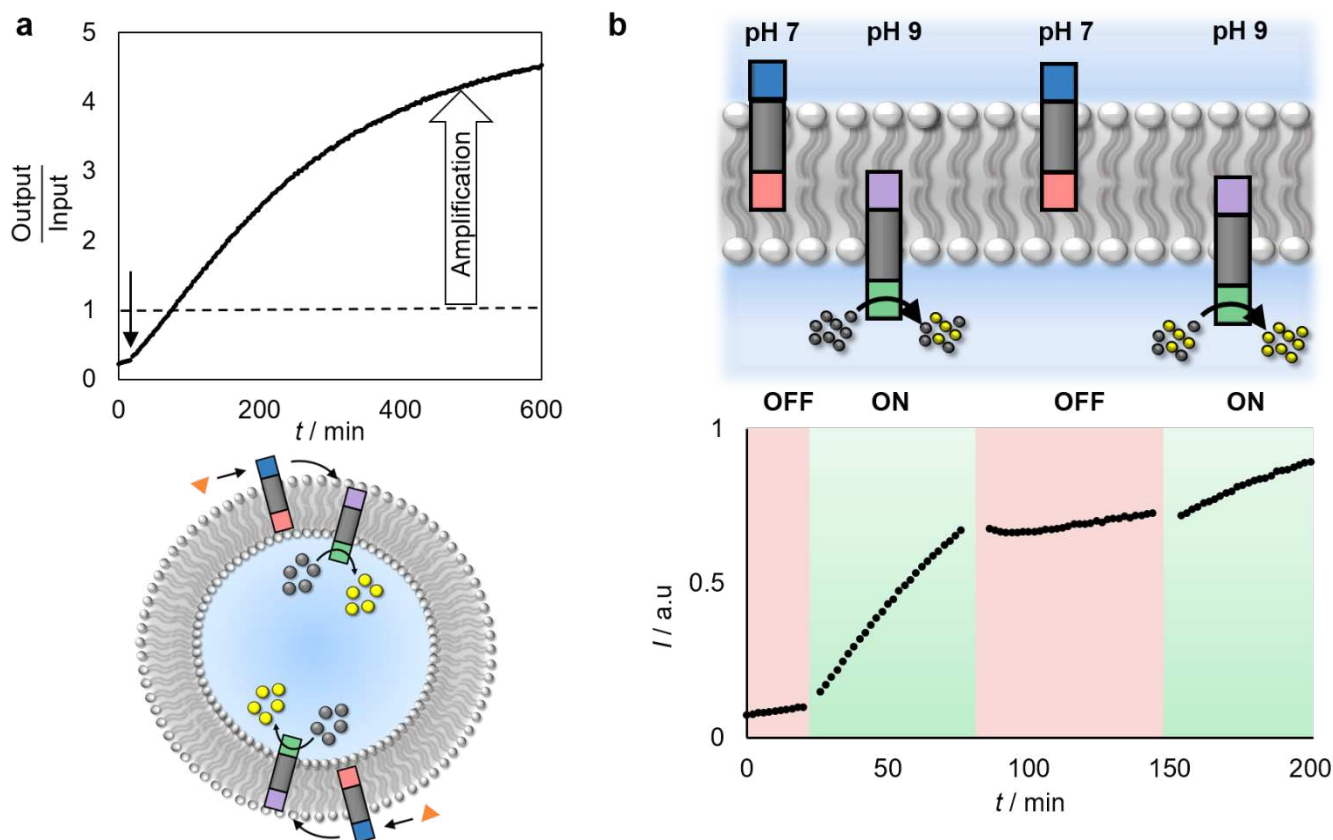 a
5
4
3
2
1
0
Output
Input
Amplification
0
200
400
600
t / min
b
pH 7
pH 9
pH 7
pH 9
OFF
ON
OFF
ON
1
0.5
0
I / a.u
0
50
100
150
200
t / min